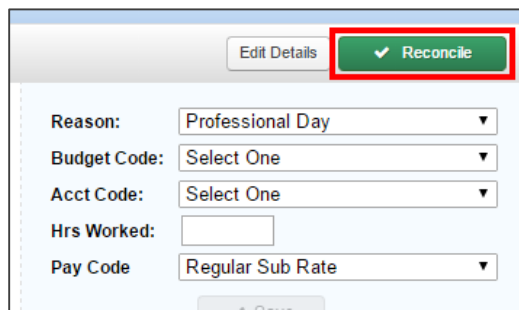 Edit Details Reconcile
Reason: Professional Day
Budget Code: Select One
Acct Code: Select One
Hrs Worked:
Pay Code Regular Sub Rate